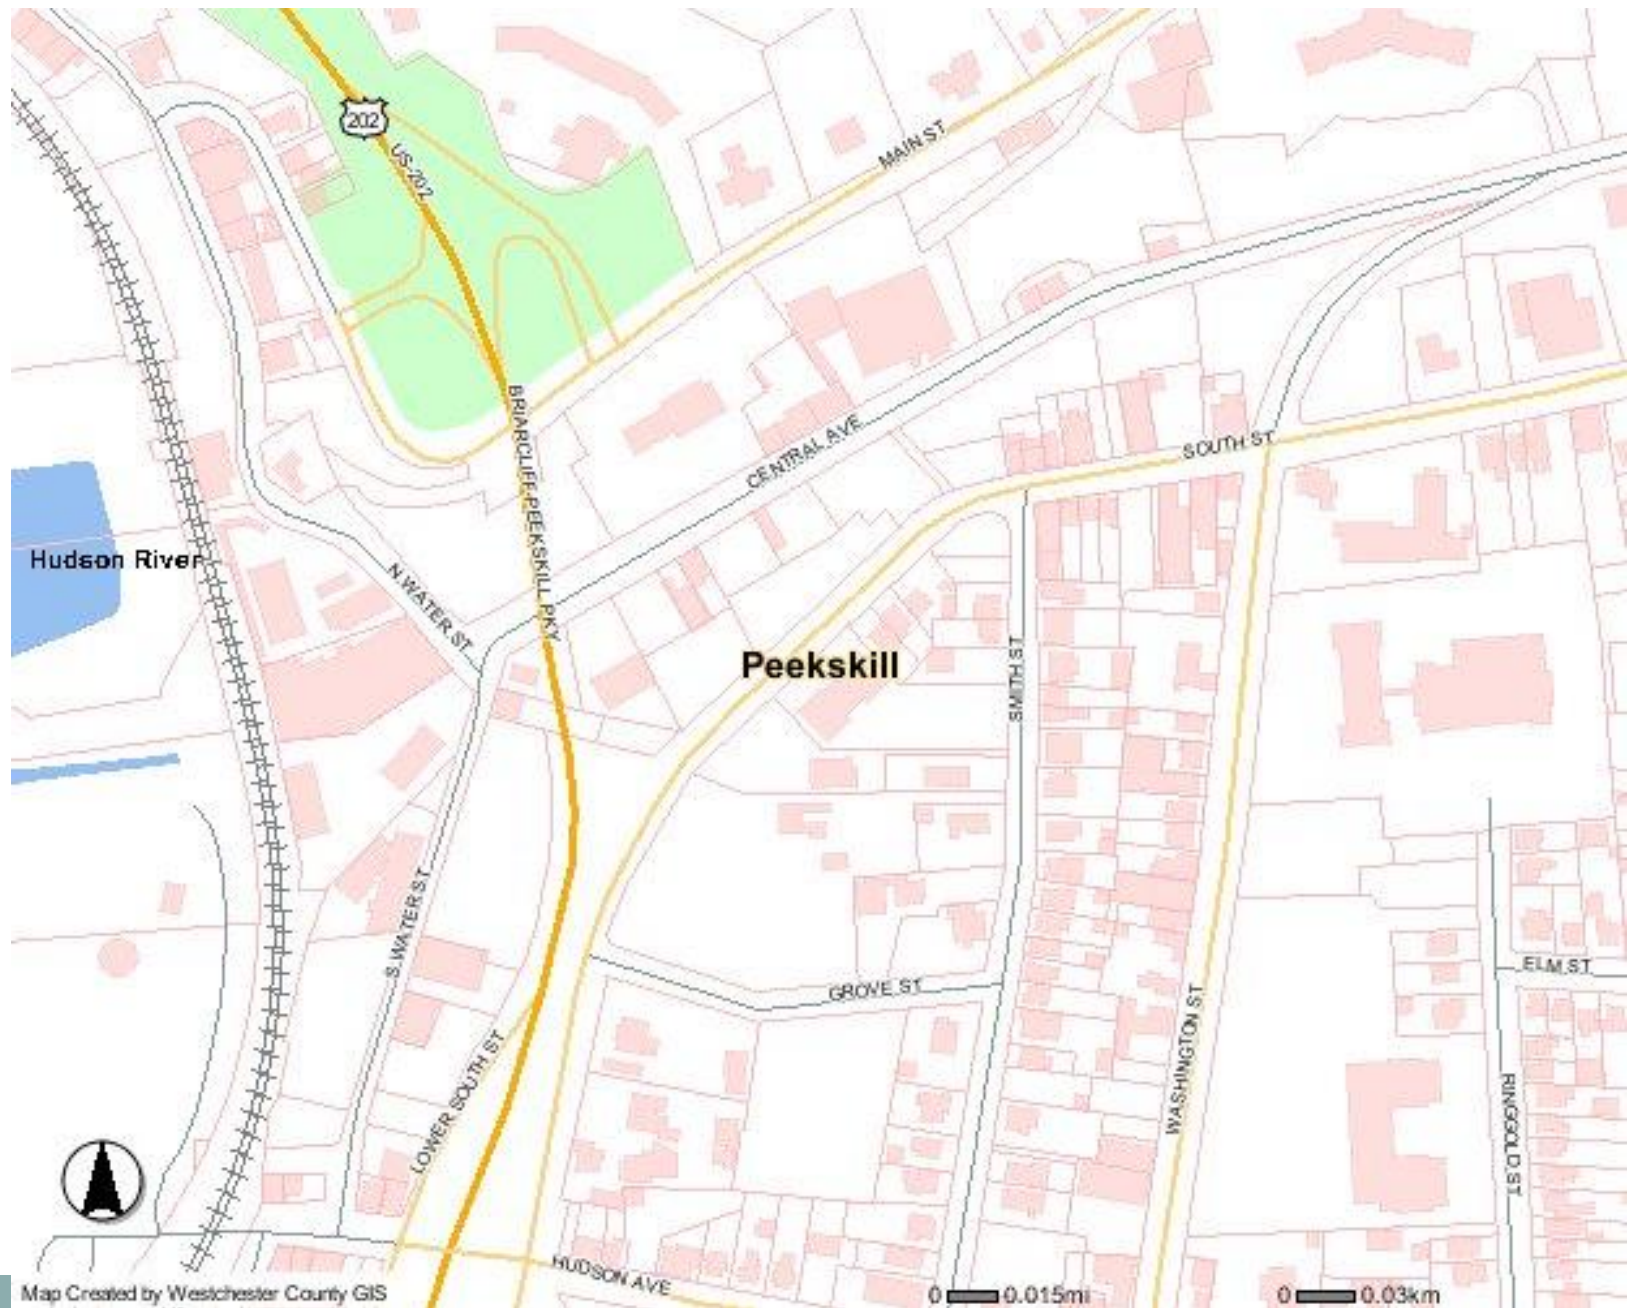 202
US-202
MAIN ST
BRIARCLIFF-PEEKSKILL PKY
CENTRAL AVE
SOUTH ST
Hudson River
N WATER ST
Peekskill
SMITH ST
S WATER ST
GROVE ST
ELM ST
WASHINGTON ST
LOWER SOUTH ST
RINGGOLD ST
HUDSON AVE
Map Created by Westchester County GIS
0 0.015mi
0 0.03km